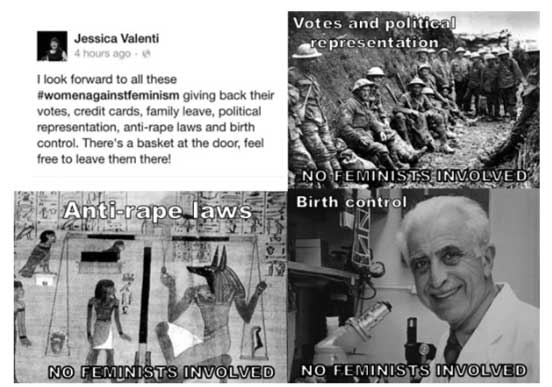 Jessica Valenti
4 hours ago
I look forward to all these
#womenagainstfeminism giving back their
votes, credit cards, family leave, political
representation, anti-rape laws and birth
control. There's a basket at the door, feel
free to leave them there!
Votes and political
representation
NO FEMINISTS INVOLVED
Anti-rape laws
NO FEMINISTS INVOLVED
Birth control
NO FEMINISTS INVOLVED